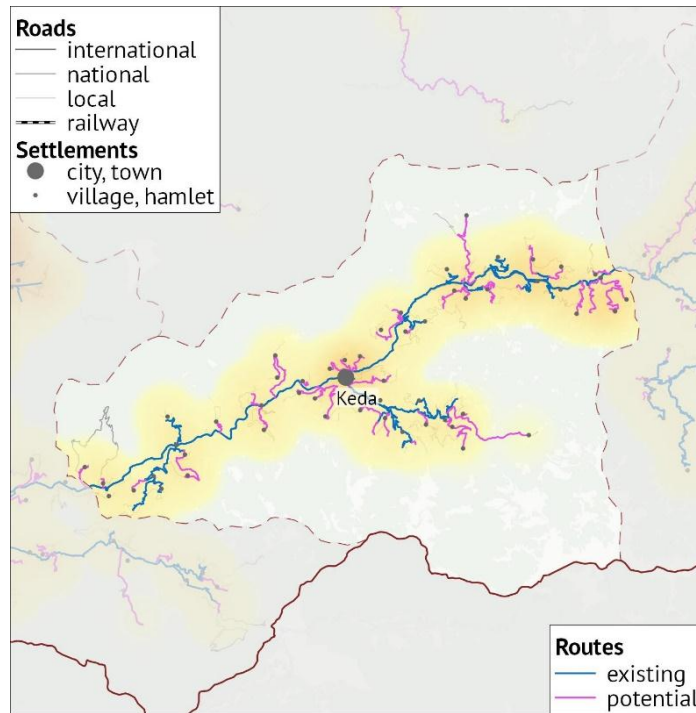 Roads
international
national
local
railway
Settlements
city, town
village, hamlet
Keda
Routes
existing
potential